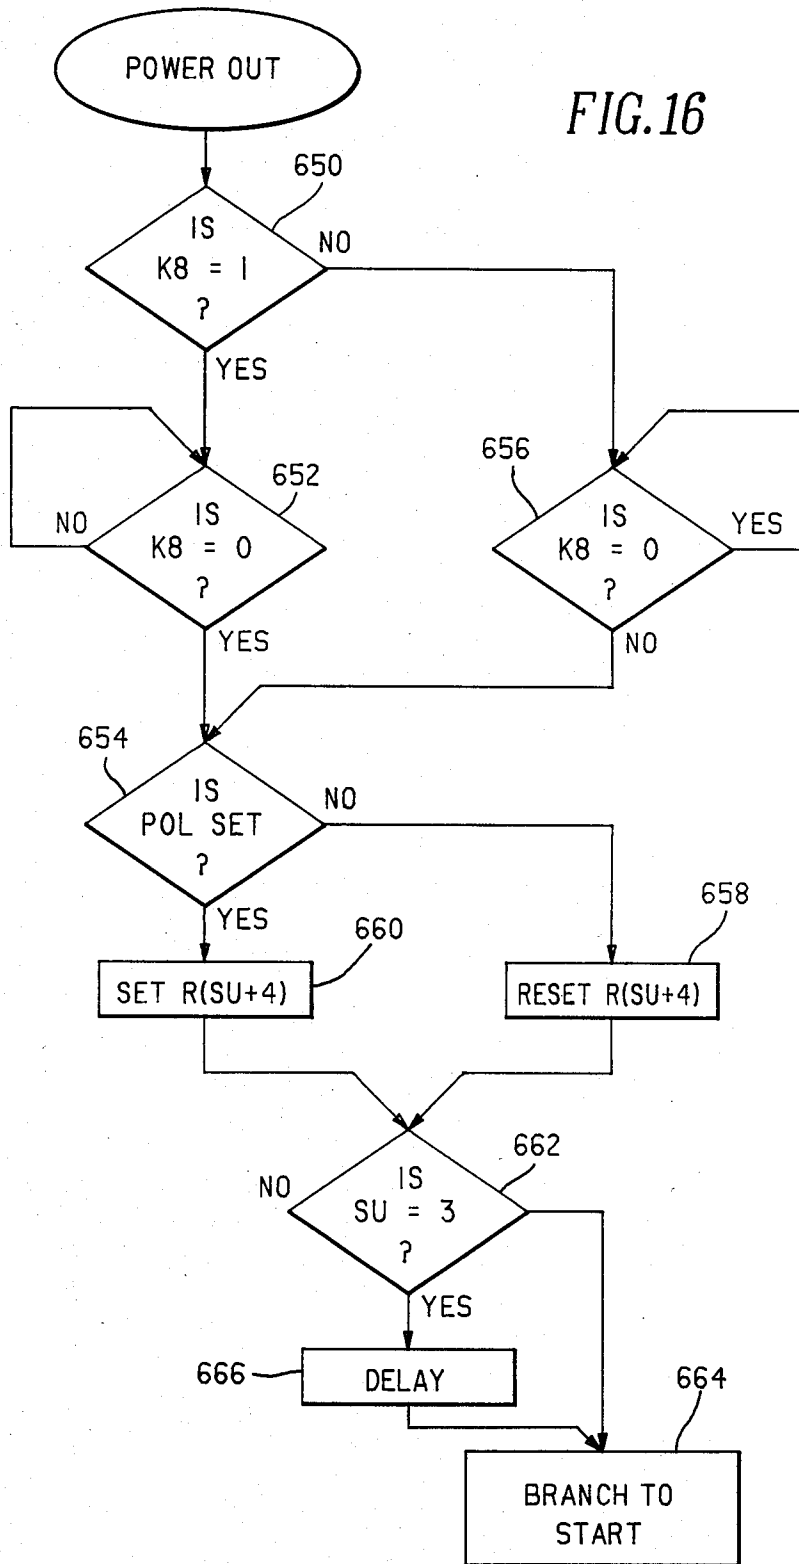 POWER OUT
FIG. 16
650
IS
K8 = 1
?
NO
YES
652
656
IS
K8 = 0
?
NO
YES
IS
K8 = 0
?
YES
NO
654
IS
POL SET
?
NO
YES
660
658
SET R(SU+4)
RESET R(SU+4)
662
NO
IS
SU = 3
?
YES
666
DELAY
664
BRANCH TO
START